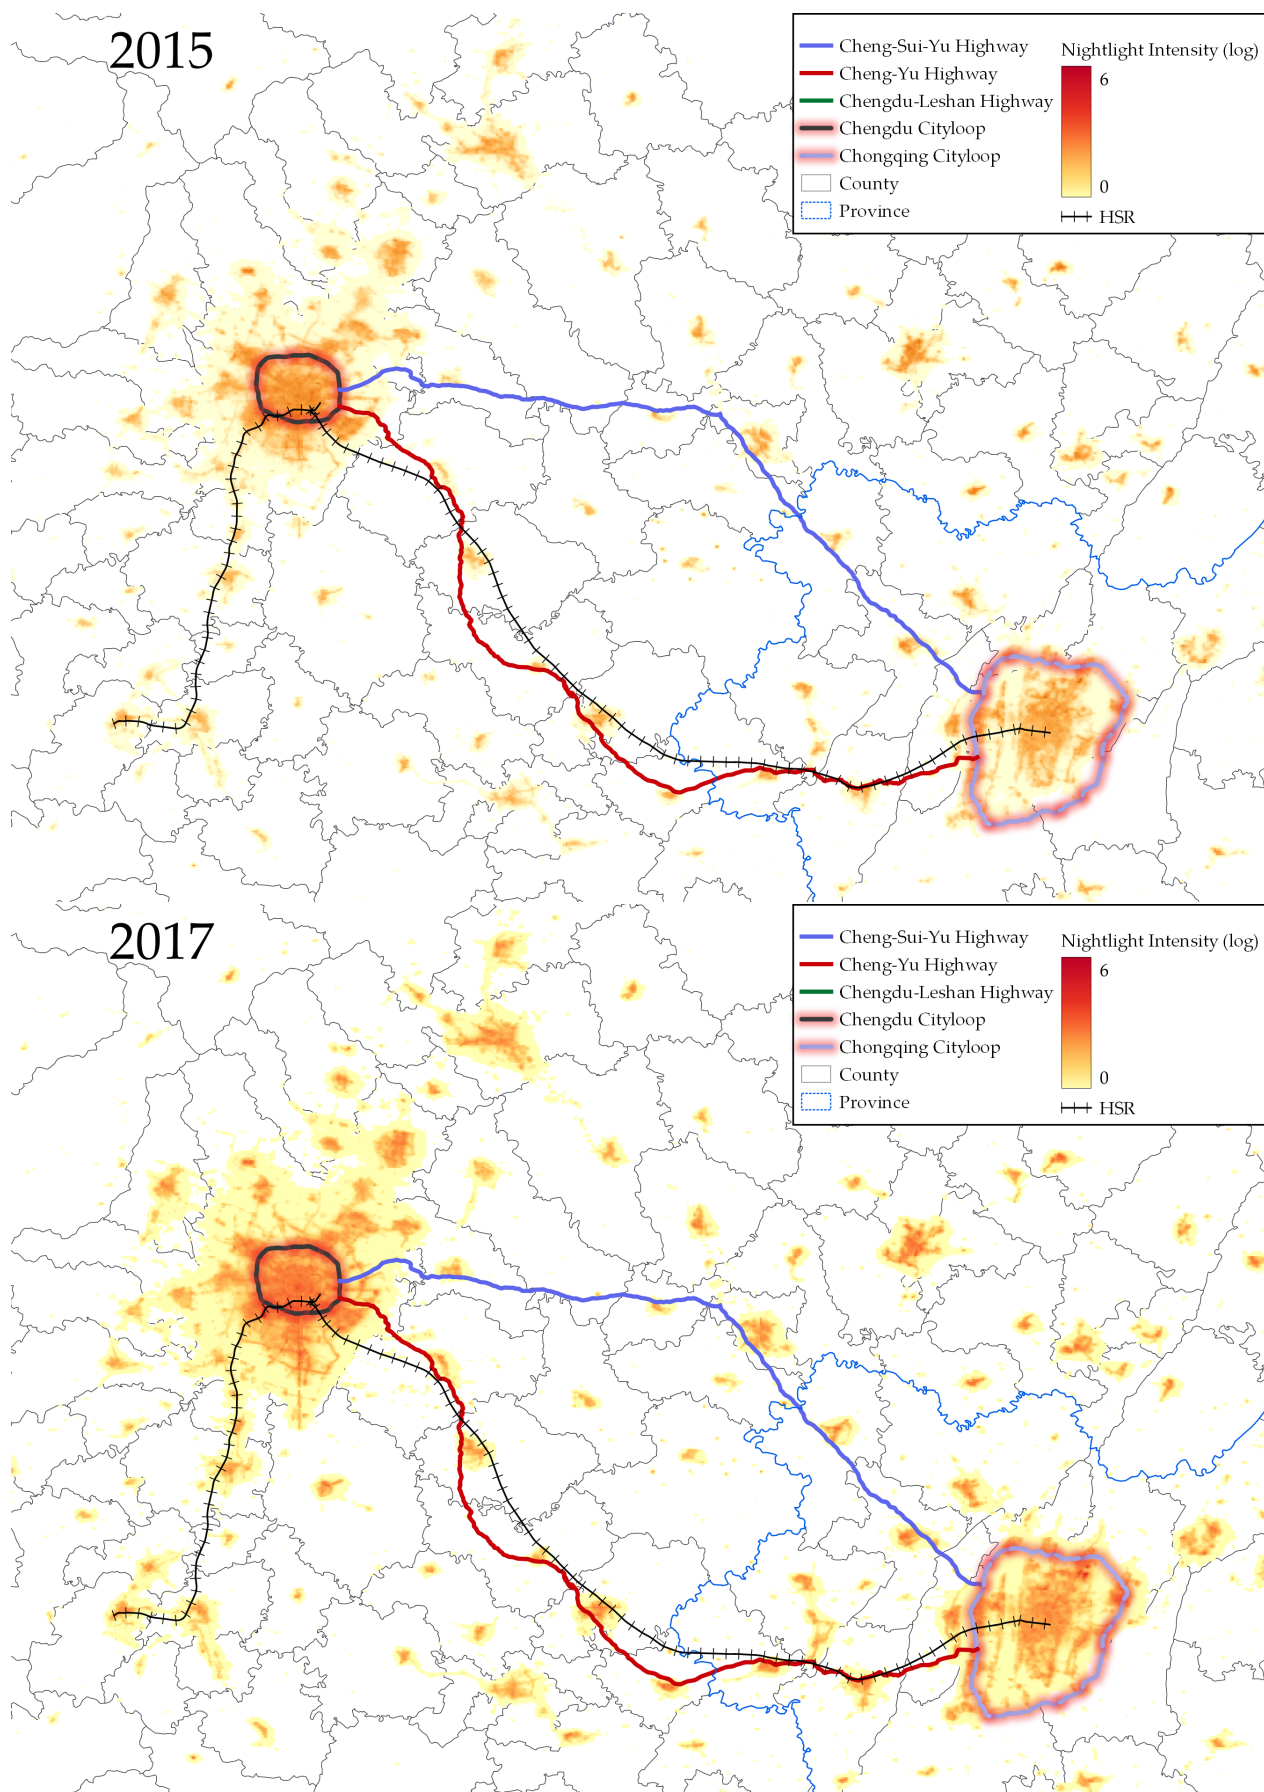 2015
Cheng-Sui-Yu Highway
Cheng-Yu Highway
Chengdu-Leshan Highway
Chengdu Cityloop
Chongqing Cityloop
County
Province
Nightlight Intensity (log)
6
0
HSR
2017
Cheng-Sui-Yu Highway
Cheng-Yu Highway
Chengdu-Leshan Highway
Chengdu Cityloop
Chongqing Cityloop
County
Province
Nightlight Intensity (log)
6
0
HSR